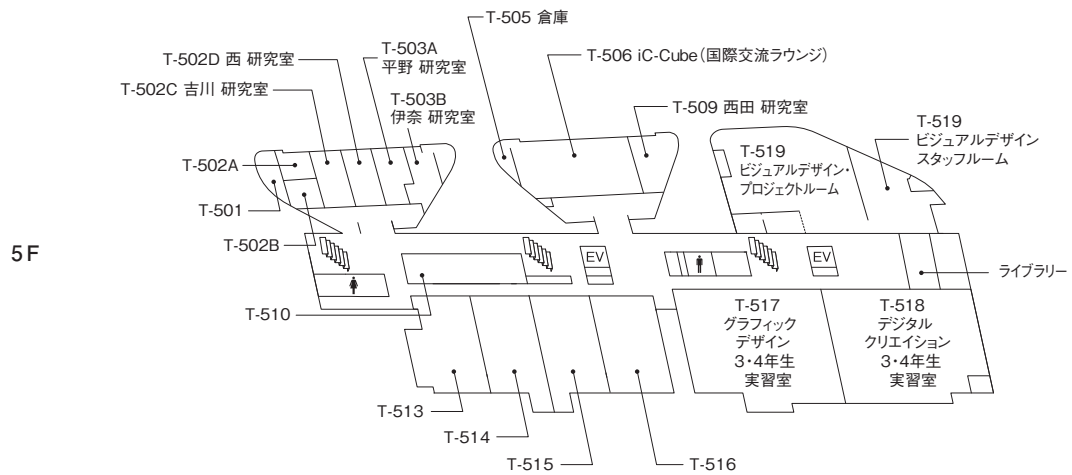 T-505 倉庫
T-503A
平野 研究室
T-506 iC-Cube(国際交流ラウンジ)
T-502D 西 研究室
T-502C 吉川 研究室
T-503B
伊奈 研究室
T-509 西田 研究室
T-519
ビジュアルデザイン
スタッフルーム
T-519
ビジュアルデザイン・
プロジェクトルーム
T-502A
T-501
T-502B
5F
EV
EV
ライブラリー
T-510
T-517
グラフィック
デザイン
3・4年生
実習室
T-518
デジタル
クリエイション
3・4年生
実習室
T-513
T-514
T-515
T-516